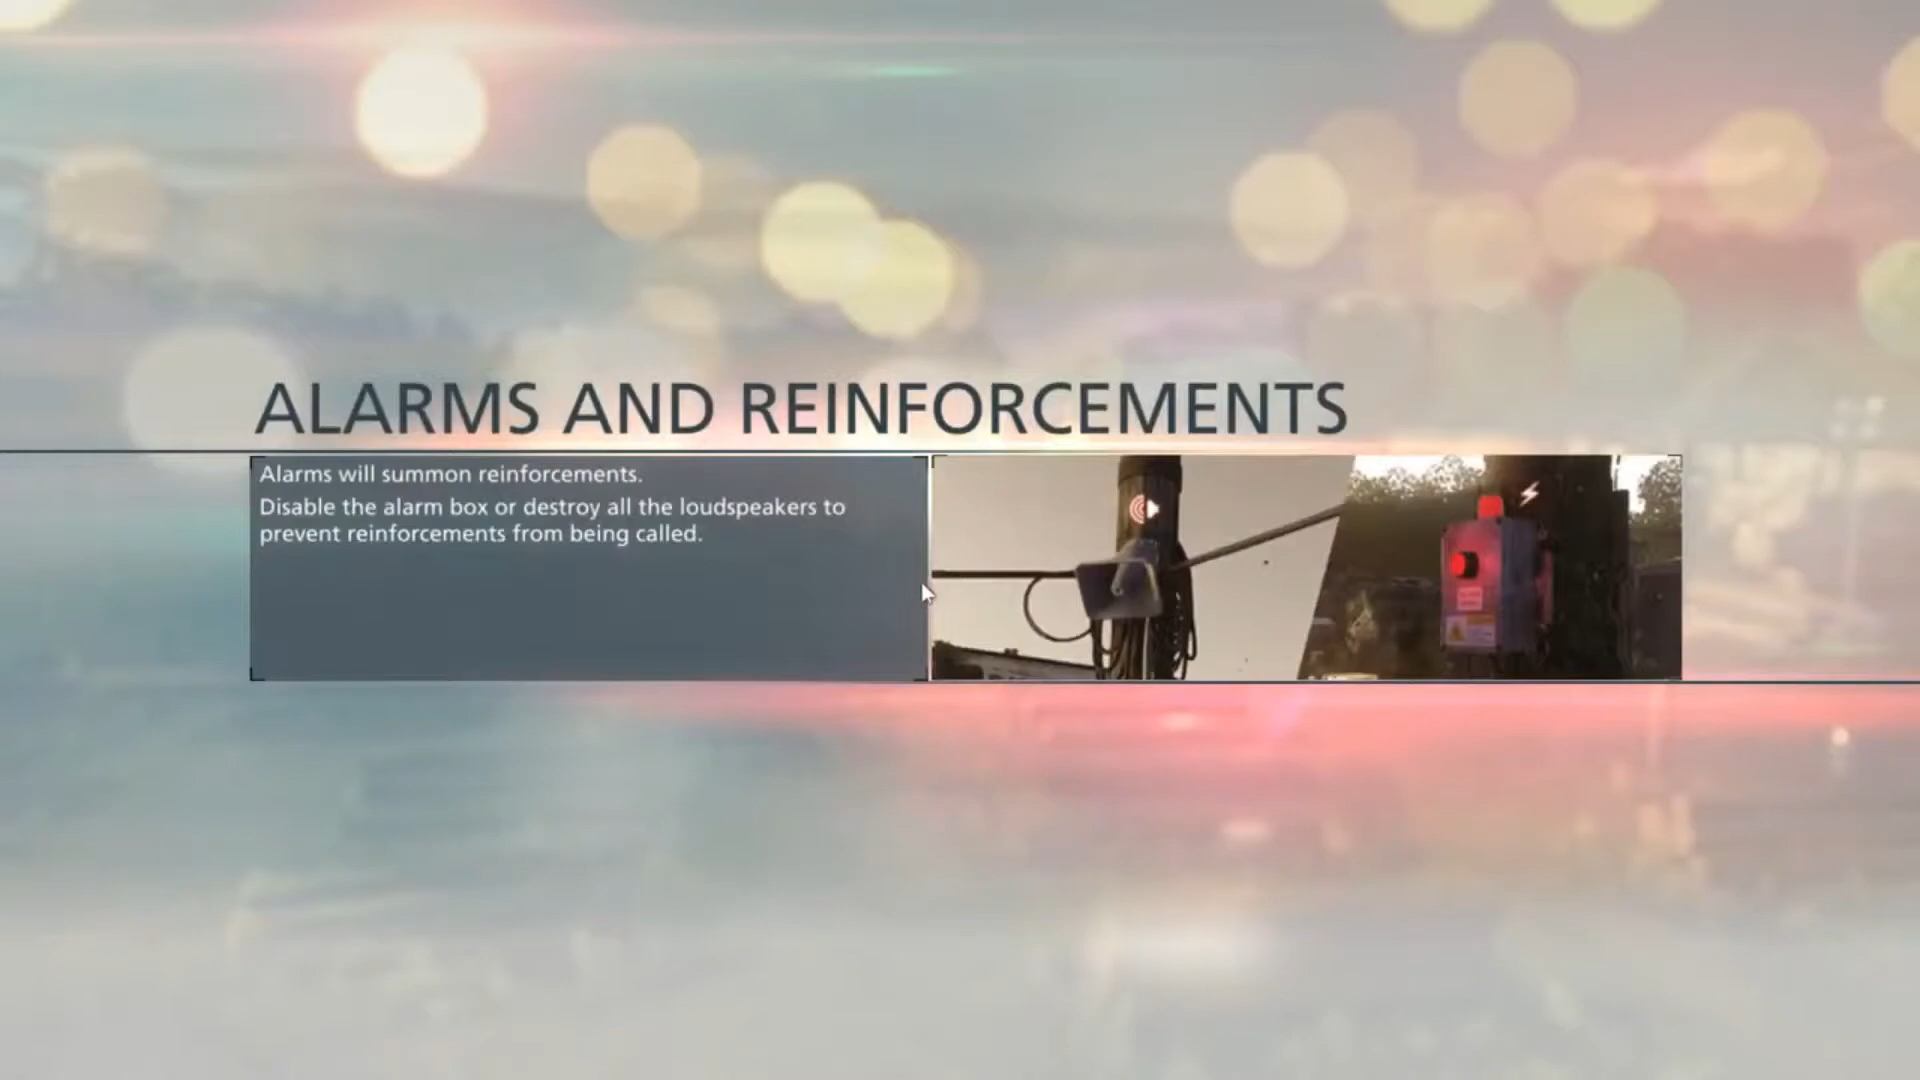 ALARMS AND REINFORCEMENTS
Alarms will summon reinforcements.
Disable the alarm box or destroy all the loudspeakers to
prevent reinforcements from being called.